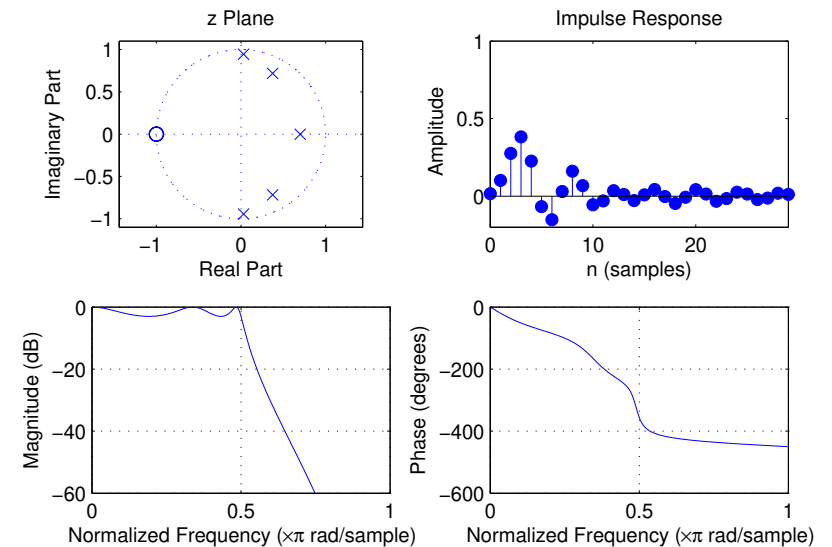 z Plane
Imaginary Part
1
0.5
0
−0.5
−1
−1
0
1
Real Part
Impulse Response
Amplitude
1
0.5
0
0
10
20
n (samples)
Magnitude (dB)
0
−20
−40
−60
0
0.5
1
Normalized Frequency (×π rad/sample)
Phase (degrees)
0
−200
−400
−600
0
0.5
1
Normalized Frequency (×π rad/sample)